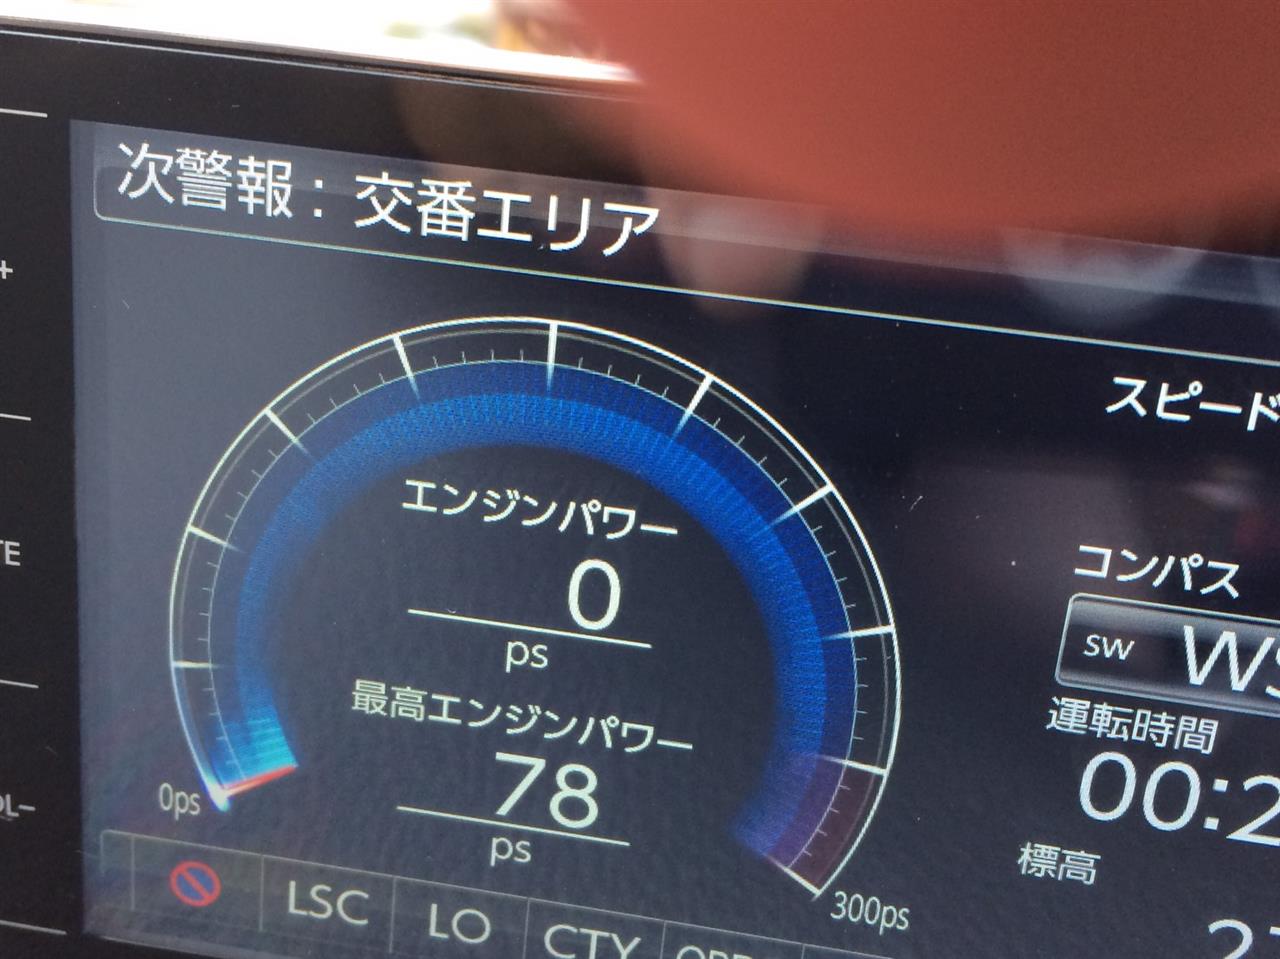 次警報：交番エリア
スピード
エンジンパワー
0
ps
コンパス
SW
最高エンジンパワー
78
ps
運転時間
00:2
標高
0ps
300ps
LSC
LO
CTY